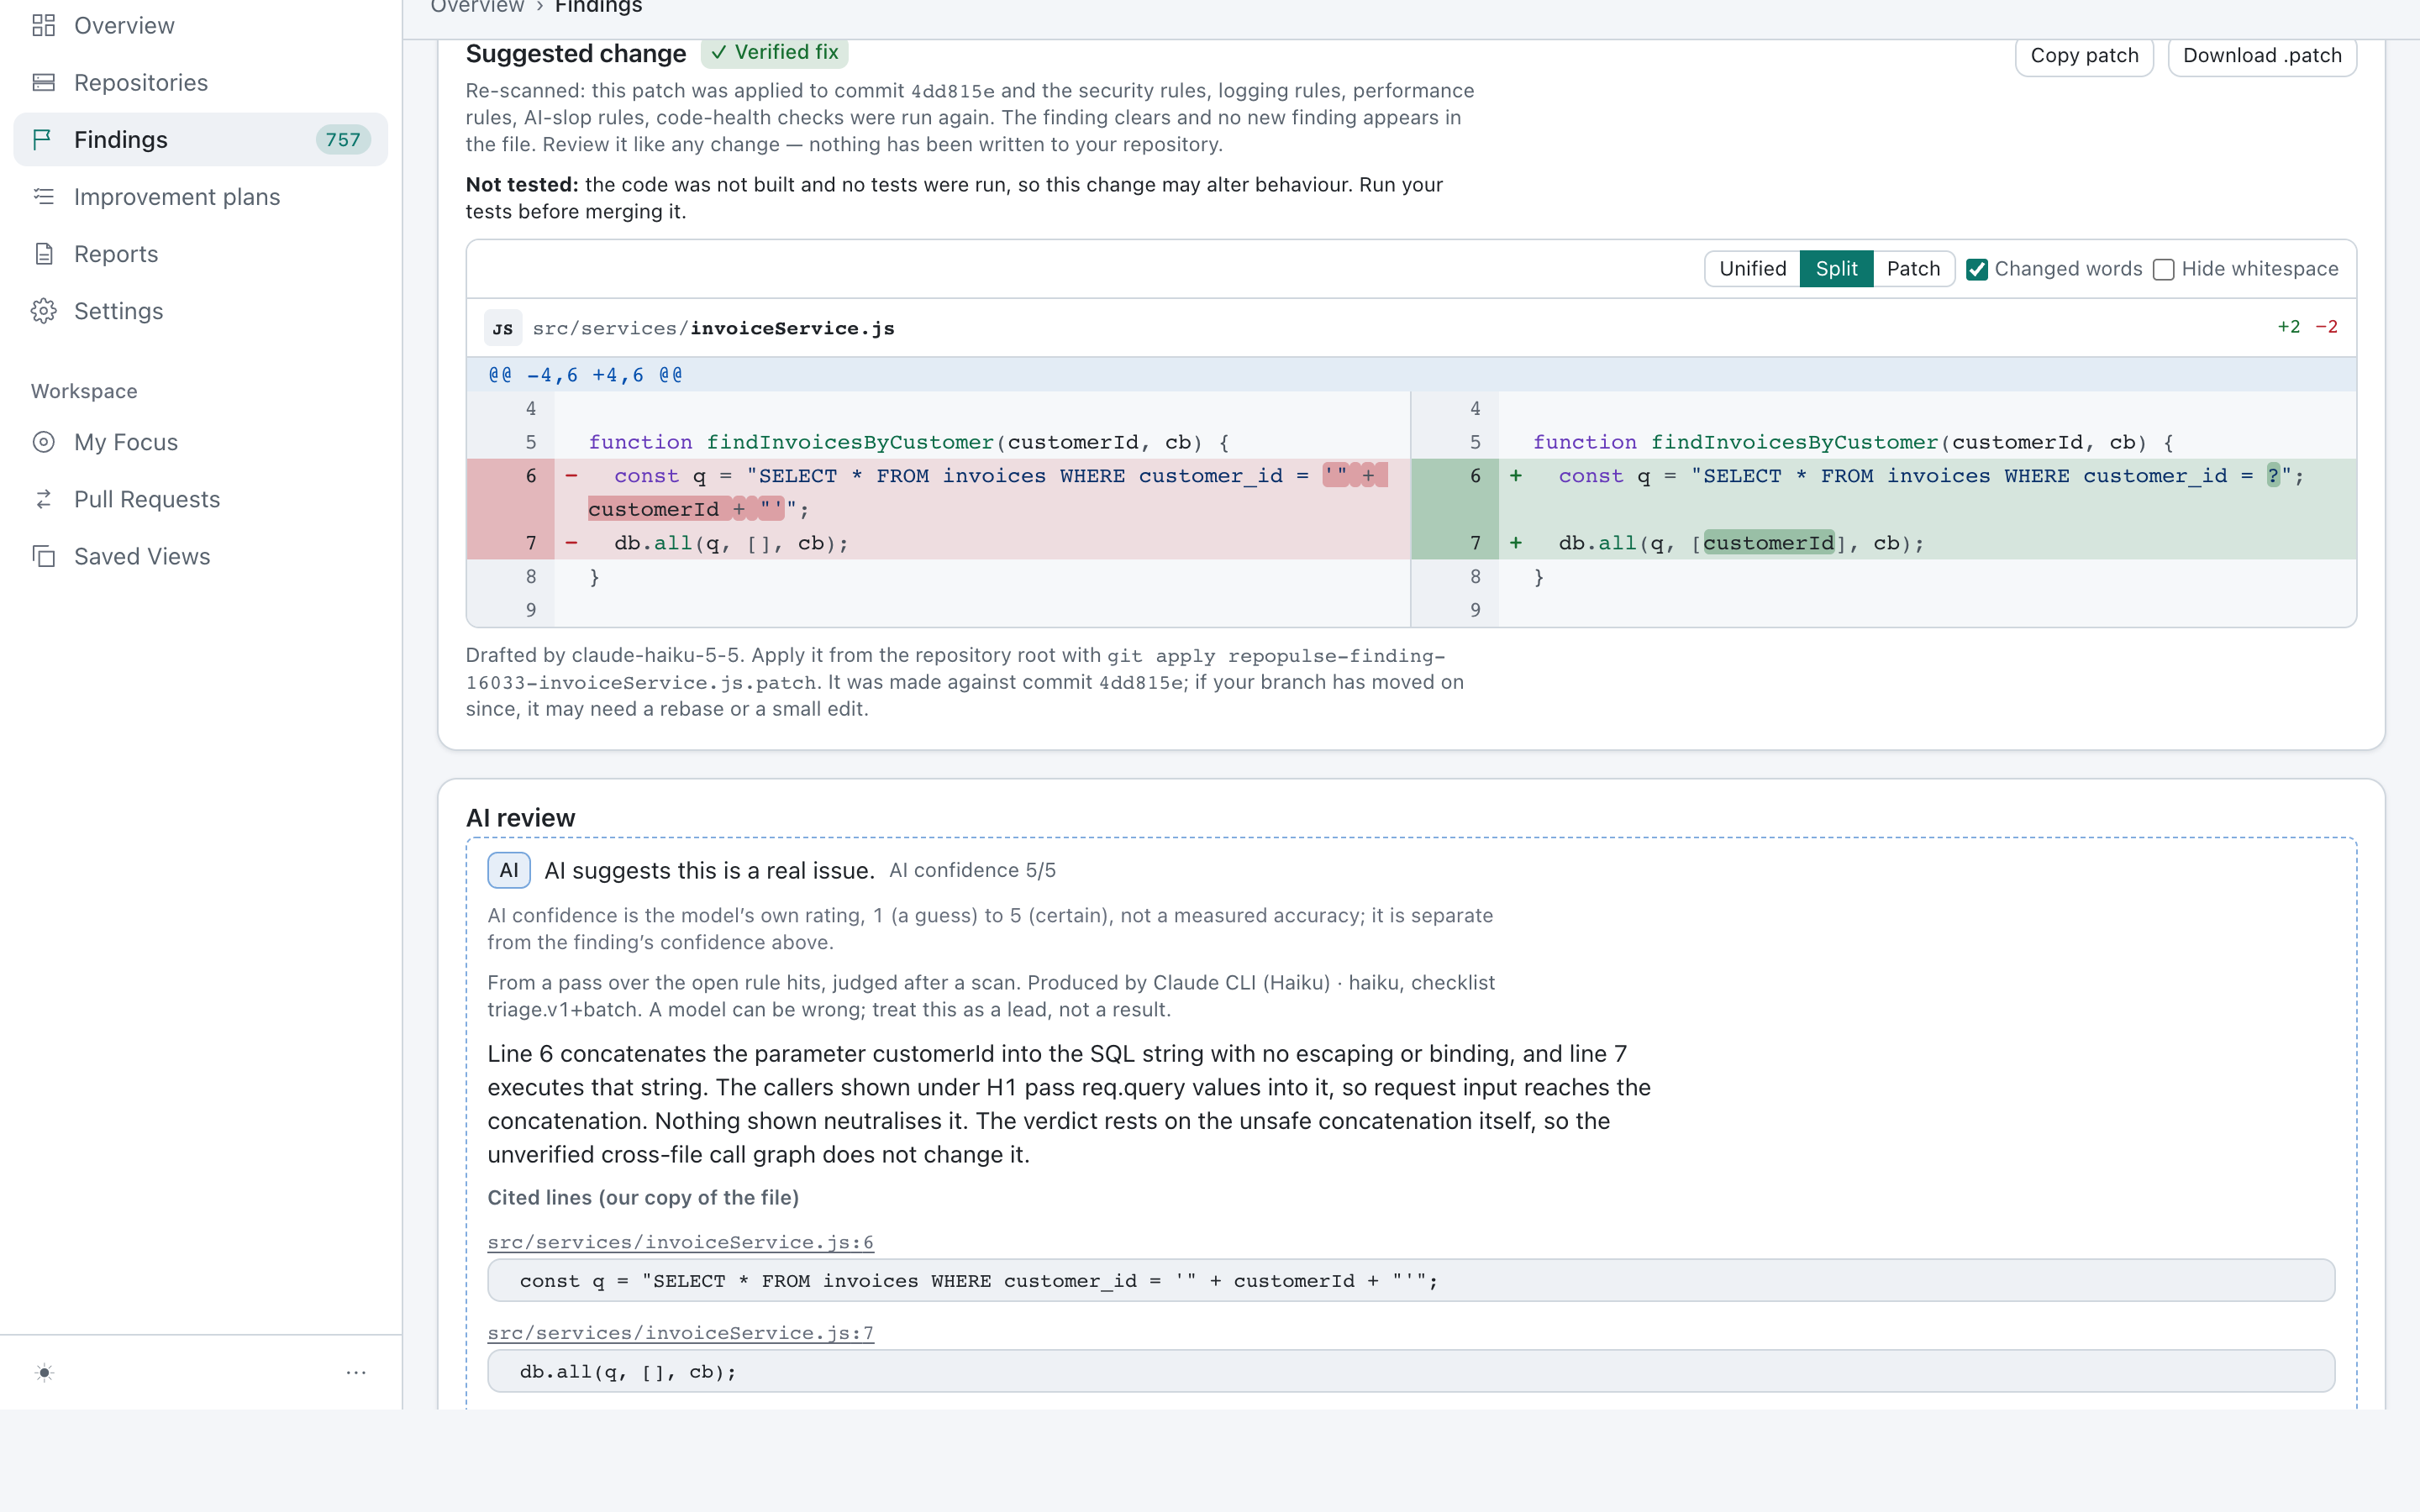 Overview
Repositories
Findings 757
Improvement plans
Reports
Settings
Workspace
My Focus
Pull Requests
Saved Views
...
Overview › Findings
Suggested change ✓ Verified fix Copy patch Download .patch
Re-scanned: this patch was applied to commit 4dd815e and the security rules, logging rules, performance
rules, AI-slop rules, code-health checks were run again. The finding clears and no new finding appears in
the file. Review it like any change — nothing has been written to your repository.
Not tested: the code was not built and no tests were run, so this change may alter behaviour. Run your
tests before merging it.
Unified Split Patch Changed words Hide whitespace
JS src/services/invoiceService.js +2 −2
@@ -4,6 +4,6 @@
4
5 function findInvoicesByCustomer(customerId, cb) {
6 − const q = "SELECT * FROM invoices WHERE customer_id = '" +
customerId + "'";
7 − db.all(q, [], cb);
8 }
9
4
5 function findInvoicesByCustomer(customerId, cb) {
6 + const q = "SELECT * FROM invoices WHERE customer_id = ?";
7 + db.all(q, [customerId], cb);
8 }
9
Drafted by claude-haiku-5-5. Apply it from the repository root with git apply repopulse-finding-
16033-invoiceService.js.patch. It was made against commit 4dd815e; if your branch has moved on
since, it may need a rebase or a small edit.
AI review
AI AI suggests this is a real issue. AI confidence 5/5
AI confidence is the model’s own rating, 1 (a guess) to 5 (certain), not a measured accuracy; it is separate
from the finding’s confidence above.
From a pass over the open rule hits, judged after a scan. Produced by Claude CLI (Haiku) · haiku, checklist
triage.v1+batch. A model can be wrong; treat this as a lead, not a result.
Line 6 concatenates the parameter customerId into the SQL string with no escaping or binding, and line 7
executes that string. The callers shown under H1 pass req.query values into it, so request input reaches the
concatenation. Nothing shown neutralises it. The verdict rests on the unsafe concatenation itself, so the
unverified cross-file call graph does not change it.
Cited lines (our copy of the file)
src/services/invoiceService.js:6
const q = "SELECT * FROM invoices WHERE customer_id = '" + customerId + "'";
src/services/invoiceService.js:7
db.all(q, [], cb);